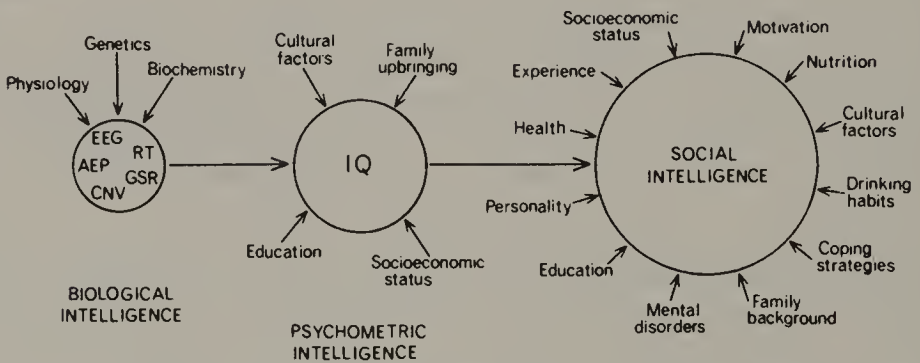 Genetics
Physiology
Biochemistry
EEG
AEP
RT
GSR
CNV
BIOLOGICAL
INTELLIGENCE
Cultural
factors
Family
upbringing
IQ
Education
Socioeconomic
status
PSYCHOMETRIC
INTELLIGENCE
Socioeconomic
status
Motivation
Experience
Nutrition
Health
Cultural
factors
SOCIAL
INTELLIGENCE
Personality
Drinking
habits
Education
Coping
strategies
Mental
disorders
Family
background